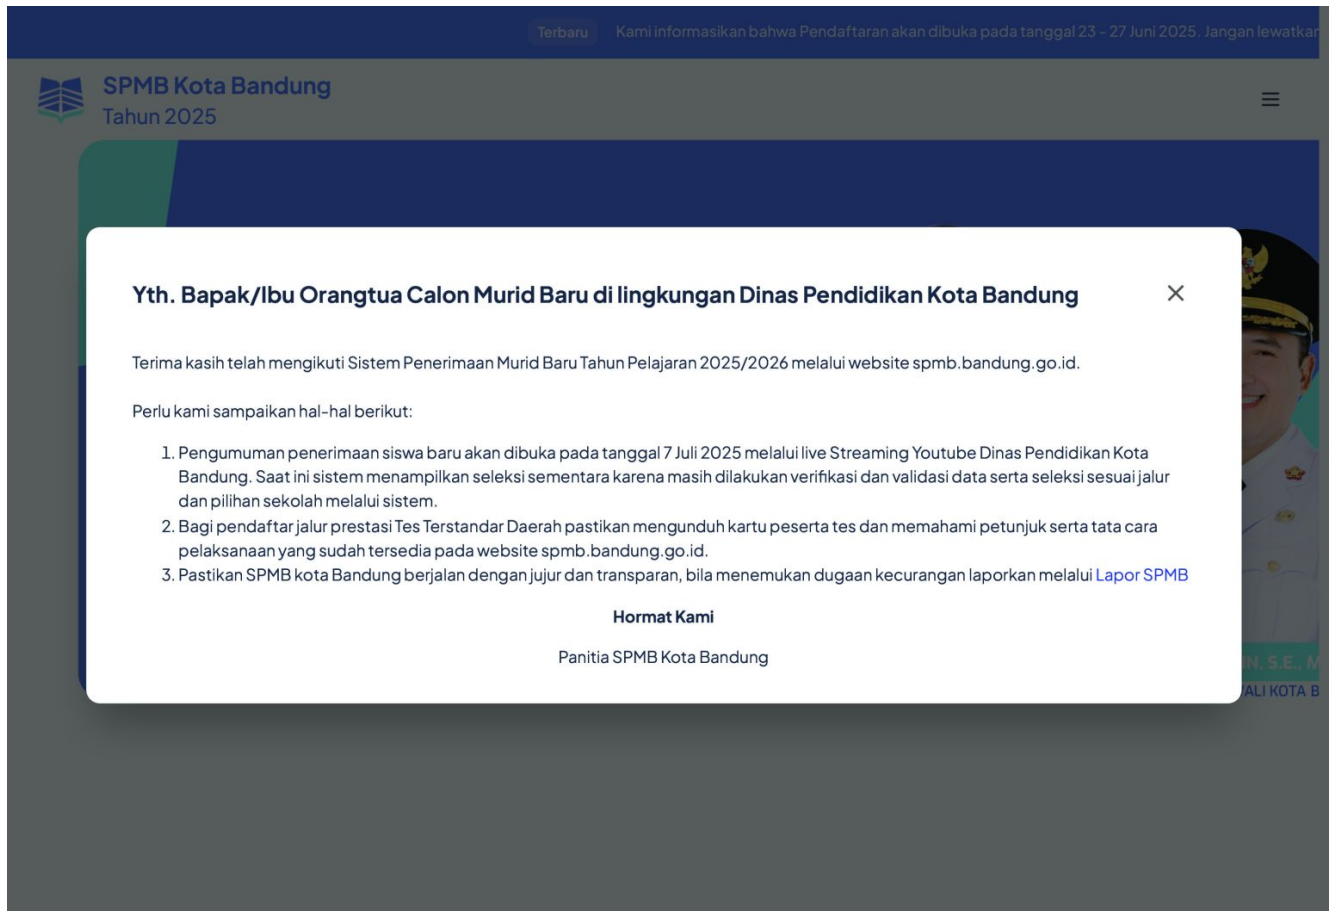 Terbaru Kami informasikan bahwa Pendaftaran akan dibuka pada tanggal 23 - 27 Juni 2025. Jangan
SPMB Kota Bandung
Tahun 2025
Yth. Bapak/Ibu Orangtua Calon Murid Baru di lingkungan Dinas Pendidikan Kota Bandung
Terima kasih telah mengikuti Sistem Penerimaan Murid Baru Tahun Pelajaran 2025/2026 melalui website spmb.bandung.go.id.
Perlu kami sampaikan hal-hal berikut:
1. Pengumuman penerimaan siswa baru akan dibuka pada tanggal 7 Juli 2025 melalui live Streaming Youtube Dinas Pendidikan Kota
Bandung. Saat ini sistem menampilkan seleksi sementara karena masih dilakukan verifikasi dan validasi data serta seleksi sesuai jalur
dan pilihan sekolah melalui sistem.
2. Bagi pendaftar jalur prestasi Tes Terstandar Daerah pastikan mengunduh kartu peserta tes dan memahami petunjuk serta tata cara
pelaksanaan yang sudah tersedia pada website spmb.bandung.go.id.
3. Pastikan SPMB kota Bandung berjalan dengan jujur dan transparan, bila menemukan dugaan kecurangan laporkan melalui Lapor SPMB
Hormat Kami
Panitia SPMB Kota Bandung
S.E.,
KOTA